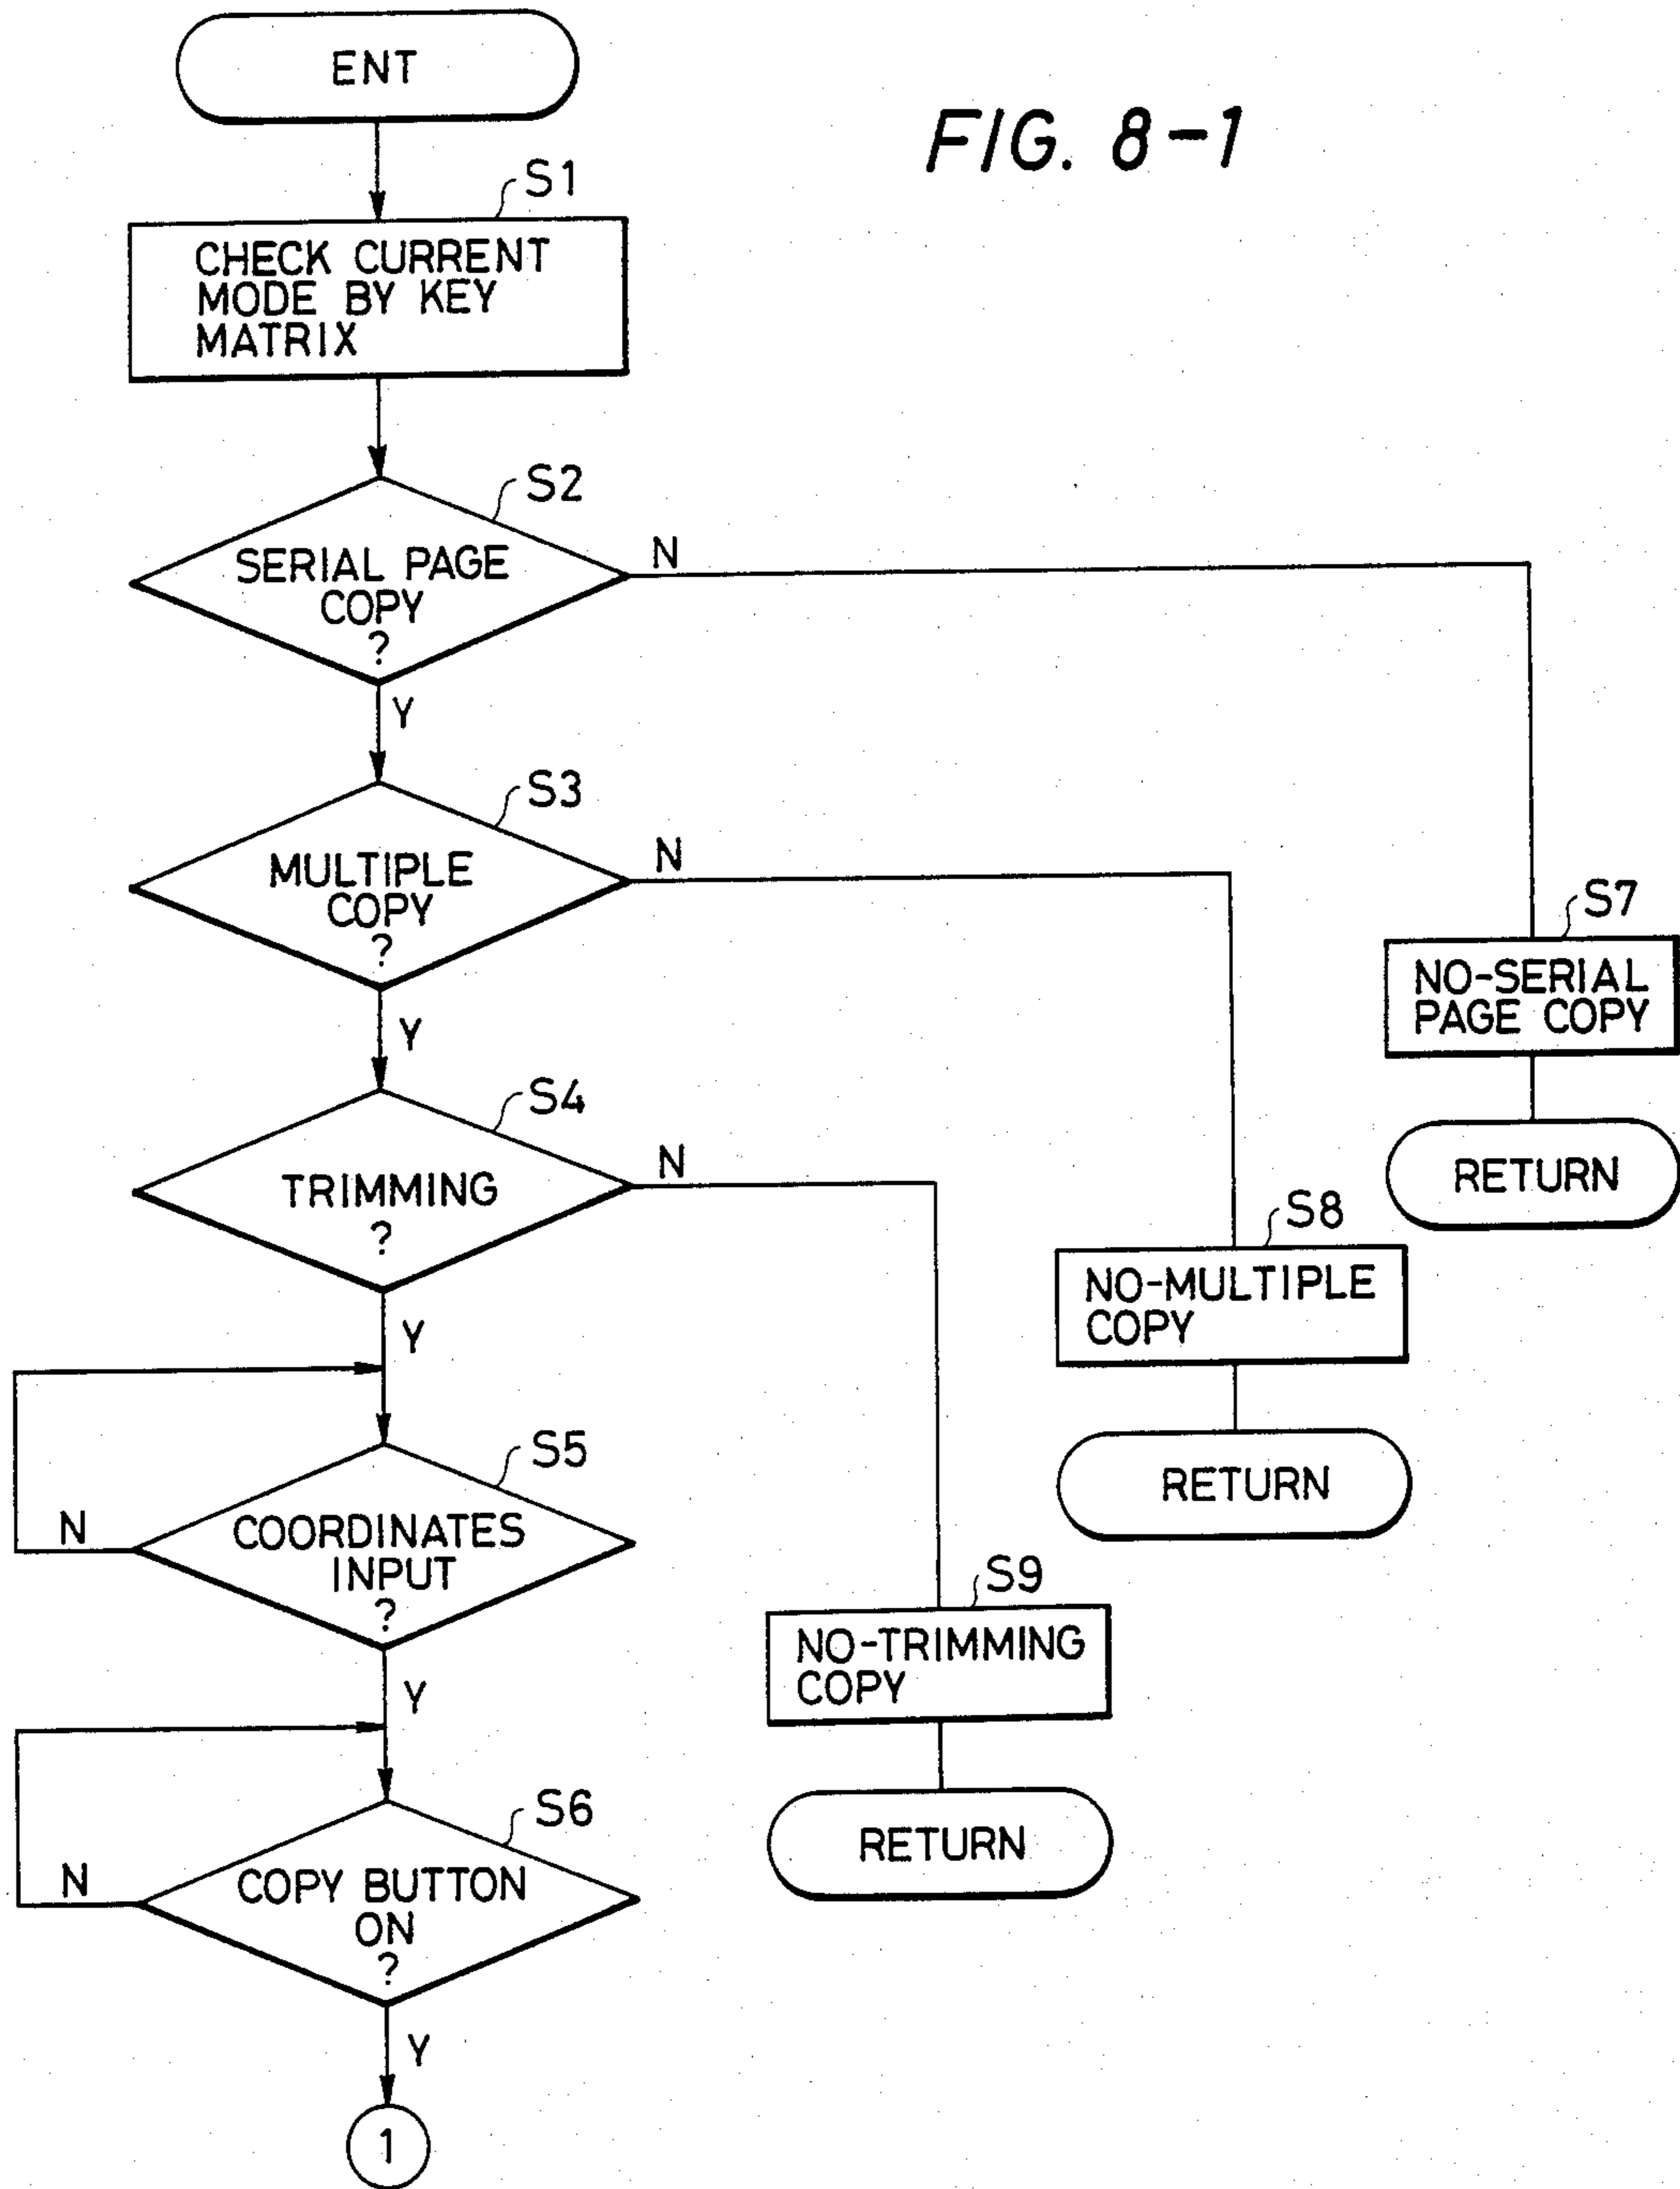 ENT
FIG. 8-1
S1
CHECK CURRENT
MODE BY KEY
MATRIX
S2
SERIAL PAGE
COPY
?
N
Y
S3
MULTIPLE
COPY
?
N
Y
S7
NO-SERIAL
PAGE COPY
RETURN
S4
TRIMMING
?
N
Y
S8
NO-MULTIPLE
COPY
RETURN
S5
COORDINATES
INPUT
?
N
Y
S9
NO-TRIMMING
COPY
RETURN
S6
COPY BUTTON
ON
?
N
Y
1